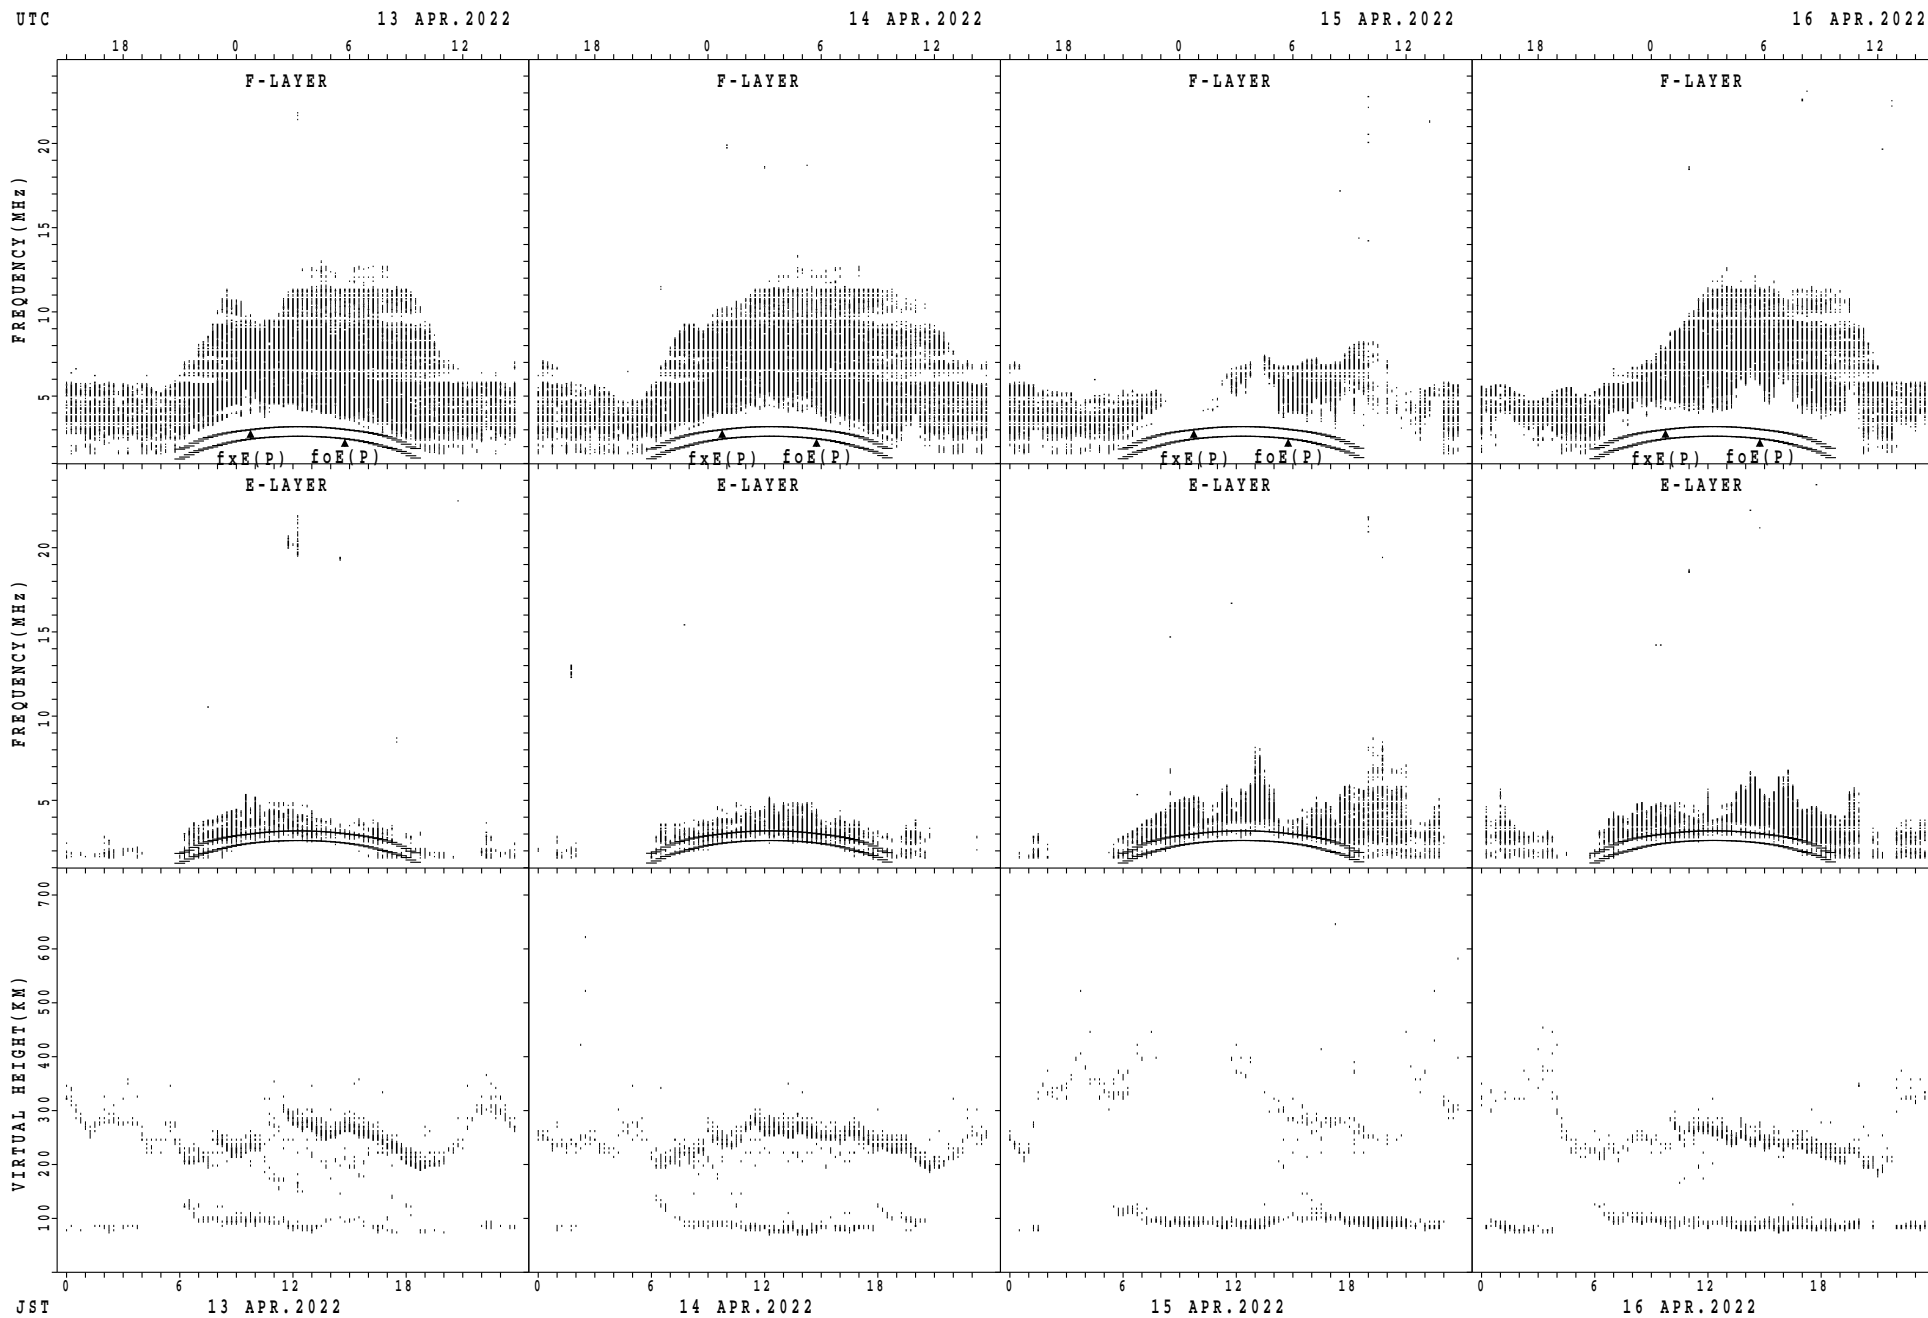 UTC 13 APR.2022 14 APR.2022 15 APR.2022 16 APR.2022
18 0 6 12 18 0 6 12 18 0 6 12 18 0 6 12
F-LAYER F-LAYER F-LAYER F-LAYER
FREQUENCY(MHz)
20
15
10
5
fxE(P) foE(P) fxE(P) foE(P) fxE(P) foE(P) fxE(P) foE(P)
E-LAYER E-LAYER E-LAYER E-LAYER
FREQUENCY(MHz)
20
15
10
5
VIRTUAL HEIGHT(KM)
700
600
500
400
300
200
100
0 6 12 18 0 6 12 18 0 6 12 18 0 6 12 18
JST 13 APR.2022 14 APR.2022 15 APR.2022 16 APR.2022